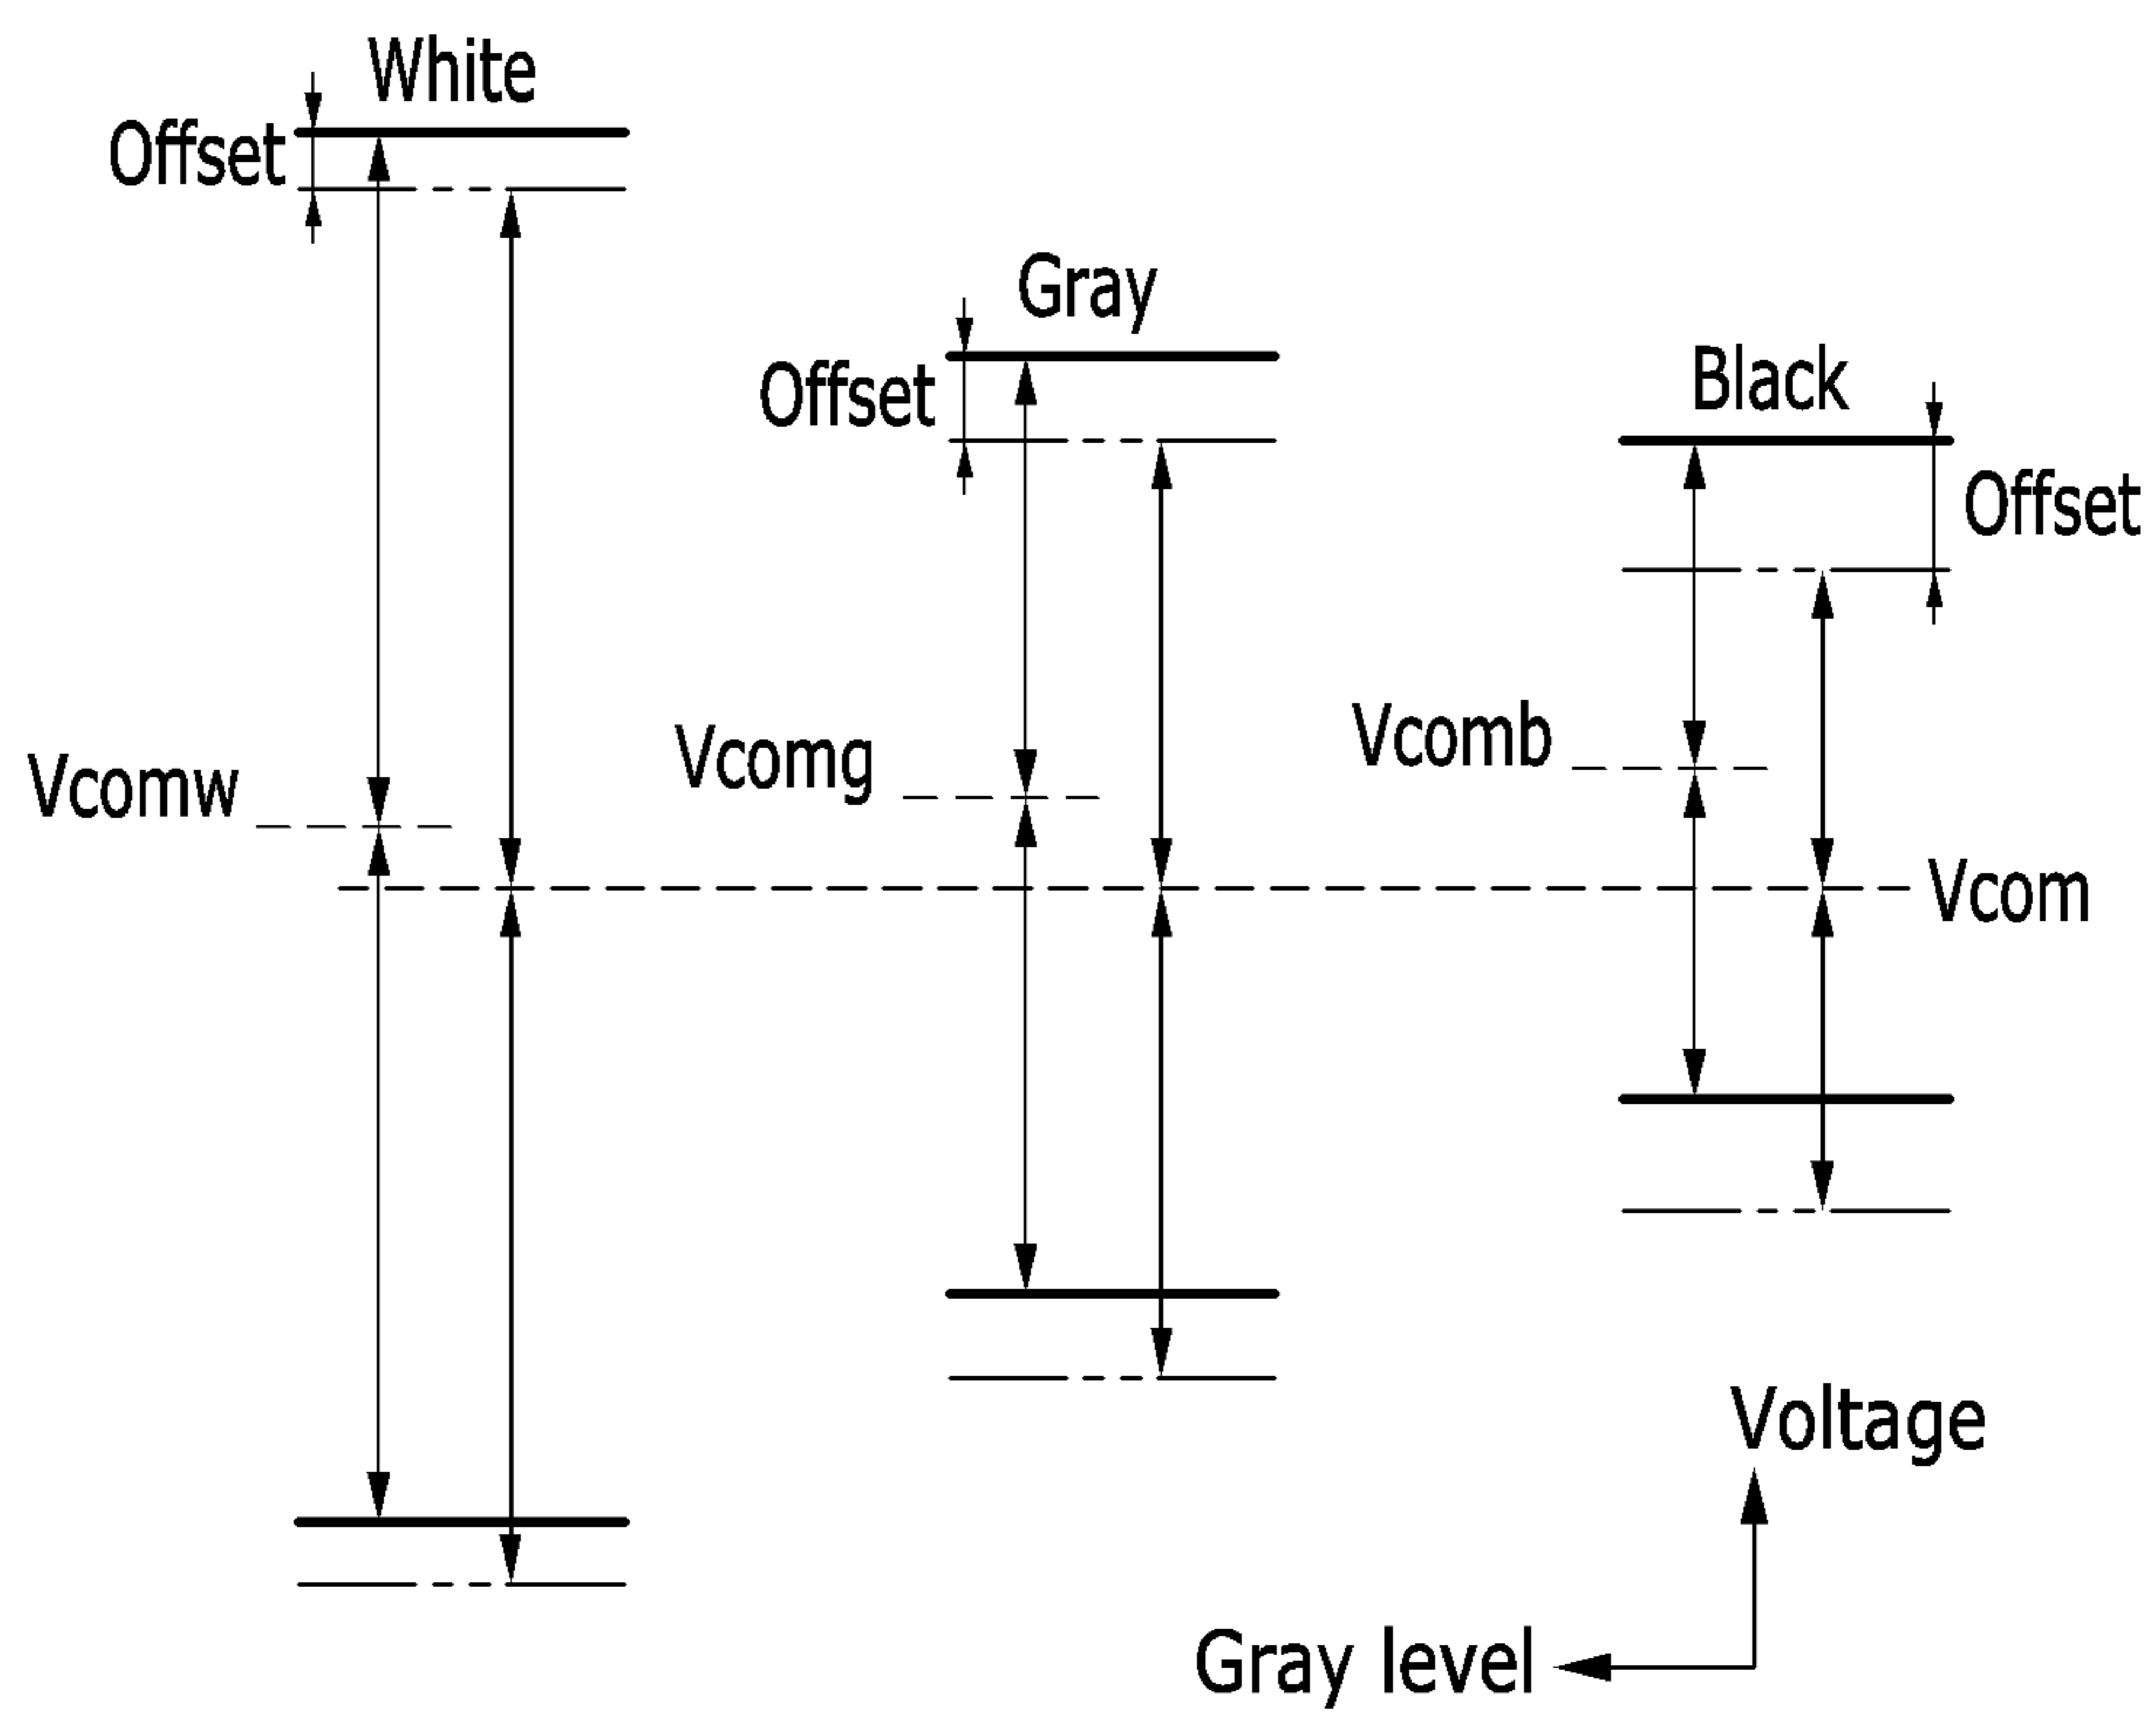 White
Offset
Gray
Offset
Black
Offset
Vcomw
Vcomg
Vcomb
Vcom
Voltage
Gray level